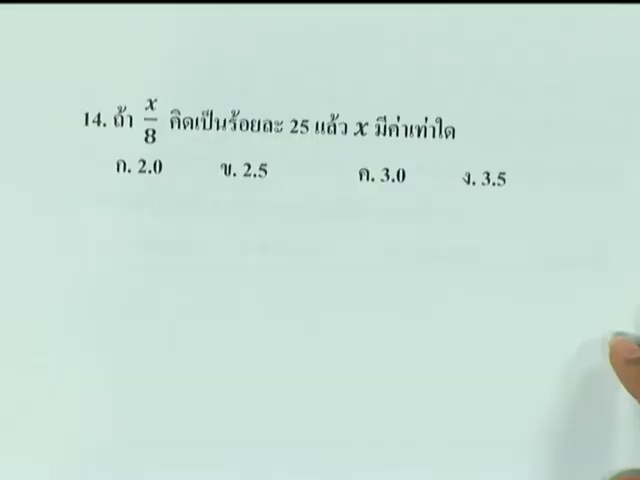 14. ถ้า x/8 คิดเป็นร้อยละ 25 แล้ว x มีค่าเท่าใด
ก. 2.0 ข. 2.5 ค. 3.0 ง. 3.5